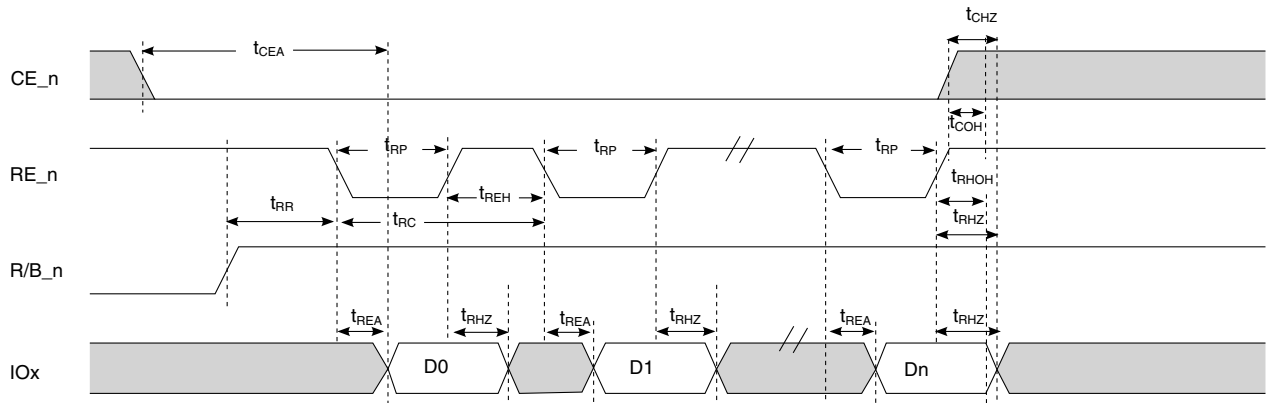 tCHZ
tCEA
CE_n
tCOH
tRP
tRP
tRP
RE_n
tREH
tRHOH
tRR
tRC
tRHZ
R/B_n
tREA
tRHZ
tREA
tRHZ
tREA
tRHZ
IOx
D0
D1
Dn